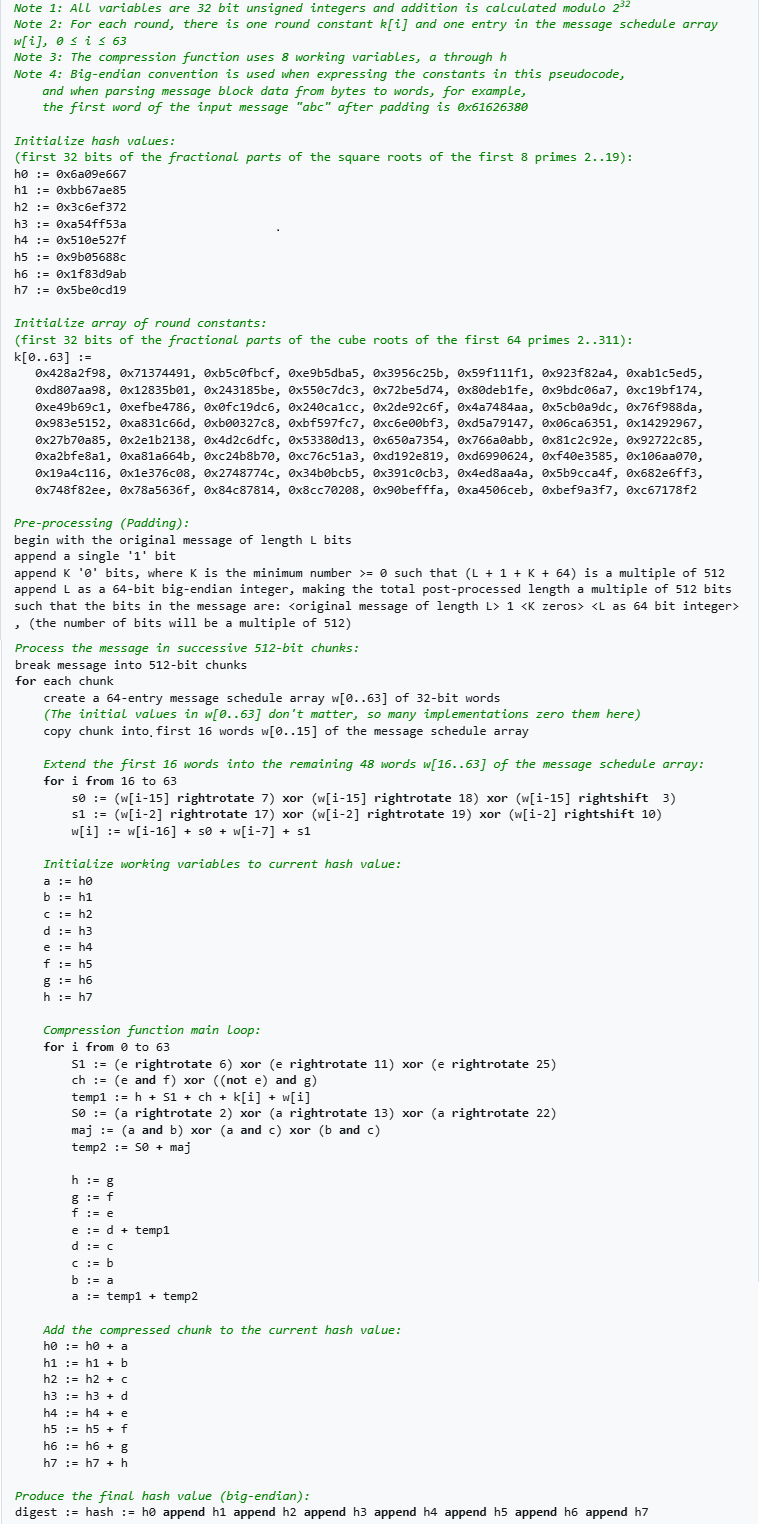 Note 1: All variables are 32 bit unsigned integers and addition is calculated modulo 2³²
Note 2: For each round, there is one round constant k[i] and one entry in the message schedule array
w[i], 0 ≤ i ≤ 63
Note 3: The compression function uses 8 working variables, a through h
Note 4: Big-endian convention is used when expressing the constants in this pseudocode,
    and when parsing message block data from bytes to words, for example,
    the first word of the input message "abc" after padding is 0x61626380

Initialize hash values:
(first 32 bits of the fractional parts of the square roots of the first 8 primes 2..19):
h0 := 0x6a09e667
h1 := 0xbb67ae85
h2 := 0x3c6ef372
h3 := 0xa54ff53a
h4 := 0x510e527f
h5 := 0x9b05688c
h6 := 0x1f83d9ab
h7 := 0x5be0cd19

Initialize array of round constants:
(first 32 bits of the fractional parts of the cube roots of the first 64 primes 2..311):
k[0..63] :=
   0x428a2f98, 0x71374491, 0xb5c0fbcf, 0xe9b5dba5, 0x3956c25b, 0x59f111f1, 0x923f82a4, 0xab1c5ed5,
   0xd807aa98, 0x12835b01, 0x243185be, 0x550c7dc3, 0x72be5d74, 0x80deb1fe, 0x9bdc06a7, 0xc19bf174,
   0xe49b69c1, 0xefbe4786, 0x0fc19dc6, 0x240ca1cc, 0x2de92c6f, 0x4a7484aa, 0x5cb0a9dc, 0x76f988da,
   0x983e5152, 0xa831c66d, 0xb00327c8, 0xbf597fc7, 0xc6e00bf3, 0xd5a79147, 0x06ca6351, 0x14292967,
   0x27b70a85, 0x2e1b2138, 0x4d2c6dfc, 0x53380d13, 0x650a7354, 0x766a0abb, 0x81c2c92e, 0x92722c85,
   0xa2bfe8a1, 0xa81a664b, 0xc24b8b70, 0xc76c51a3, 0xd192e819, 0xd6990624, 0xf40e3585, 0x106aa070,
   0x19a4c116, 0x1e376c08, 0x2748774c, 0x34b0bcb5, 0x391c0cb3, 0x4ed8aa4a, 0x5b9cca4f, 0x682e6ff3,
   0x748f82ee, 0x78a5636f, 0x84c87814, 0x8cc70208, 0x90befffa, 0xa4506ceb, 0xbef9a3f7, 0xc67178f2

Pre-processing (Padding):
begin with the original message of length L bits
append a single '1' bit
append K '0' bits, where K is the minimum number >= 0 such that (L + 1 + K + 64) is a multiple of 512
append L as a 64-bit big-endian integer, making the total post-processed length a multiple of 512 bits
such that the bits in the message are: <original message of length L> 1 <K zeros> <L as 64 bit integer>
, (the number of bits will be a multiple of 512)
Process the message in successive 512-bit chunks:
break message into 512-bit chunks
for each chunk
    create a 64-entry message schedule array w[0..63] of 32-bit words
    (The initial values in w[0..63] don't matter, so many implementations zero them here)
    copy chunk into first 16 words w[0..15] of the message schedule array

    Extend the first 16 words into the remaining 48 words w[16..63] of the message schedule array:
    for i from 16 to 63
        s0 := (w[i-15] rightrotate 7) xor (w[i-15] rightrotate 18) xor (w[i-15] rightshift  3)
        s1 := (w[i-2] rightrotate 17) xor (w[i-2] rightrotate 19) xor (w[i-2] rightshift 10)
        w[i] := w[i-16] + s0 + w[i-7] + s1

    Initialize working variables to current hash value:
    a := h0
    b := h1
    c := h2
    d := h3
    e := h4
    f := h5
    g := h6
    h := h7

    Compression function main loop:
    for i from 0 to 63
        S1 := (e rightrotate 6) xor (e rightrotate 11) xor (e rightrotate 25)
        ch := (e and f) xor ((not e) and g)
        temp1 := h + S1 + ch + k[i] + w[i]
        S0 := (a rightrotate 2) xor (a rightrotate 13) xor (a rightrotate 22)
        maj := (a and b) xor (a and c) xor (b and c)
        temp2 := S0 + maj

        h := g
        g := f
        f := e
        e := d + temp1
        d := c
        c := b
        b := a
        a := temp1 + temp2

    Add the compressed chunk to the current hash value:
    h0 := h0 + a
    h1 := h1 + b
    h2 := h2 + c
    h3 := h3 + d
    h4 := h4 + e
    h5 := h5 + f
    h6 := h6 + g
    h7 := h7 + h

Produce the final hash value (big-endian):
digest := hash := h0 append h1 append h2 append h3 append h4 append h5 append h6 append h7